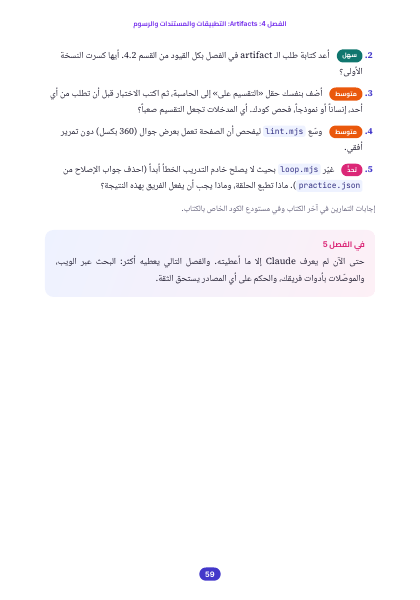 الفصل 4: Artifacts: التطبيقات والمستندات والرسوم
2. سهل أعد كتابة طلب الـ artifact في الفصل بكل القيود من القسم 4.2. أيها كسرت النسخة
الأولى؟
3. متوسط أضف بنفسك حقل «التقسيم على» إلى الحاسبة، ثم اكتب الاختبار قبل أن تطلب من أي
أحد، إنساناً أو نموذجاً، فحص كودك. أي المدخلات تجعل التقسيم صعباً؟
4. متوسط وسّع lint.mjs ليفحص أن الصفحة تعمل بعرض جوال (360 بكسل) دون تمرير
أفقي.
5. تحدٍّ غيّر loop.mjs بحيث لا يصلح خادم التدريب الخطأ أبداً (احذف جواب الإصلاح من
practice.json). ماذا تطبع الحلقة، وماذا يجب أن يفعل الفريق بهذه النتيجة؟
إجابات التمارين في آخر الكتاب وفي مستودع الكود الخاص بالكتاب.
في الفصل 5
حتى الآن لم يعرف Claude إلا ما أعطيته. والفصل التالي يعطيه أكثر: البحث عبر الويب،
والموصّلات بأدوات فريقك، والحكم على أي المصادر يستحق الثقة.
59